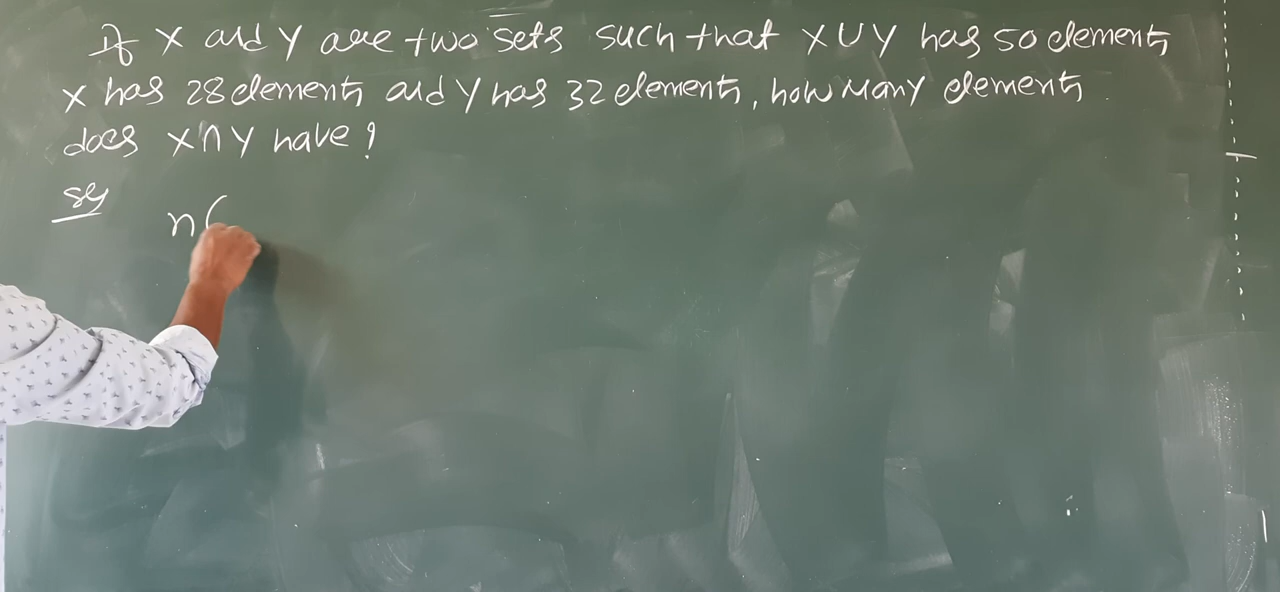 If X and Y are two sets such that X∪Y has 50 elements
X has 28 elements and Y has 32 elements, how many elements
does X∩Y have?
Sol
n(